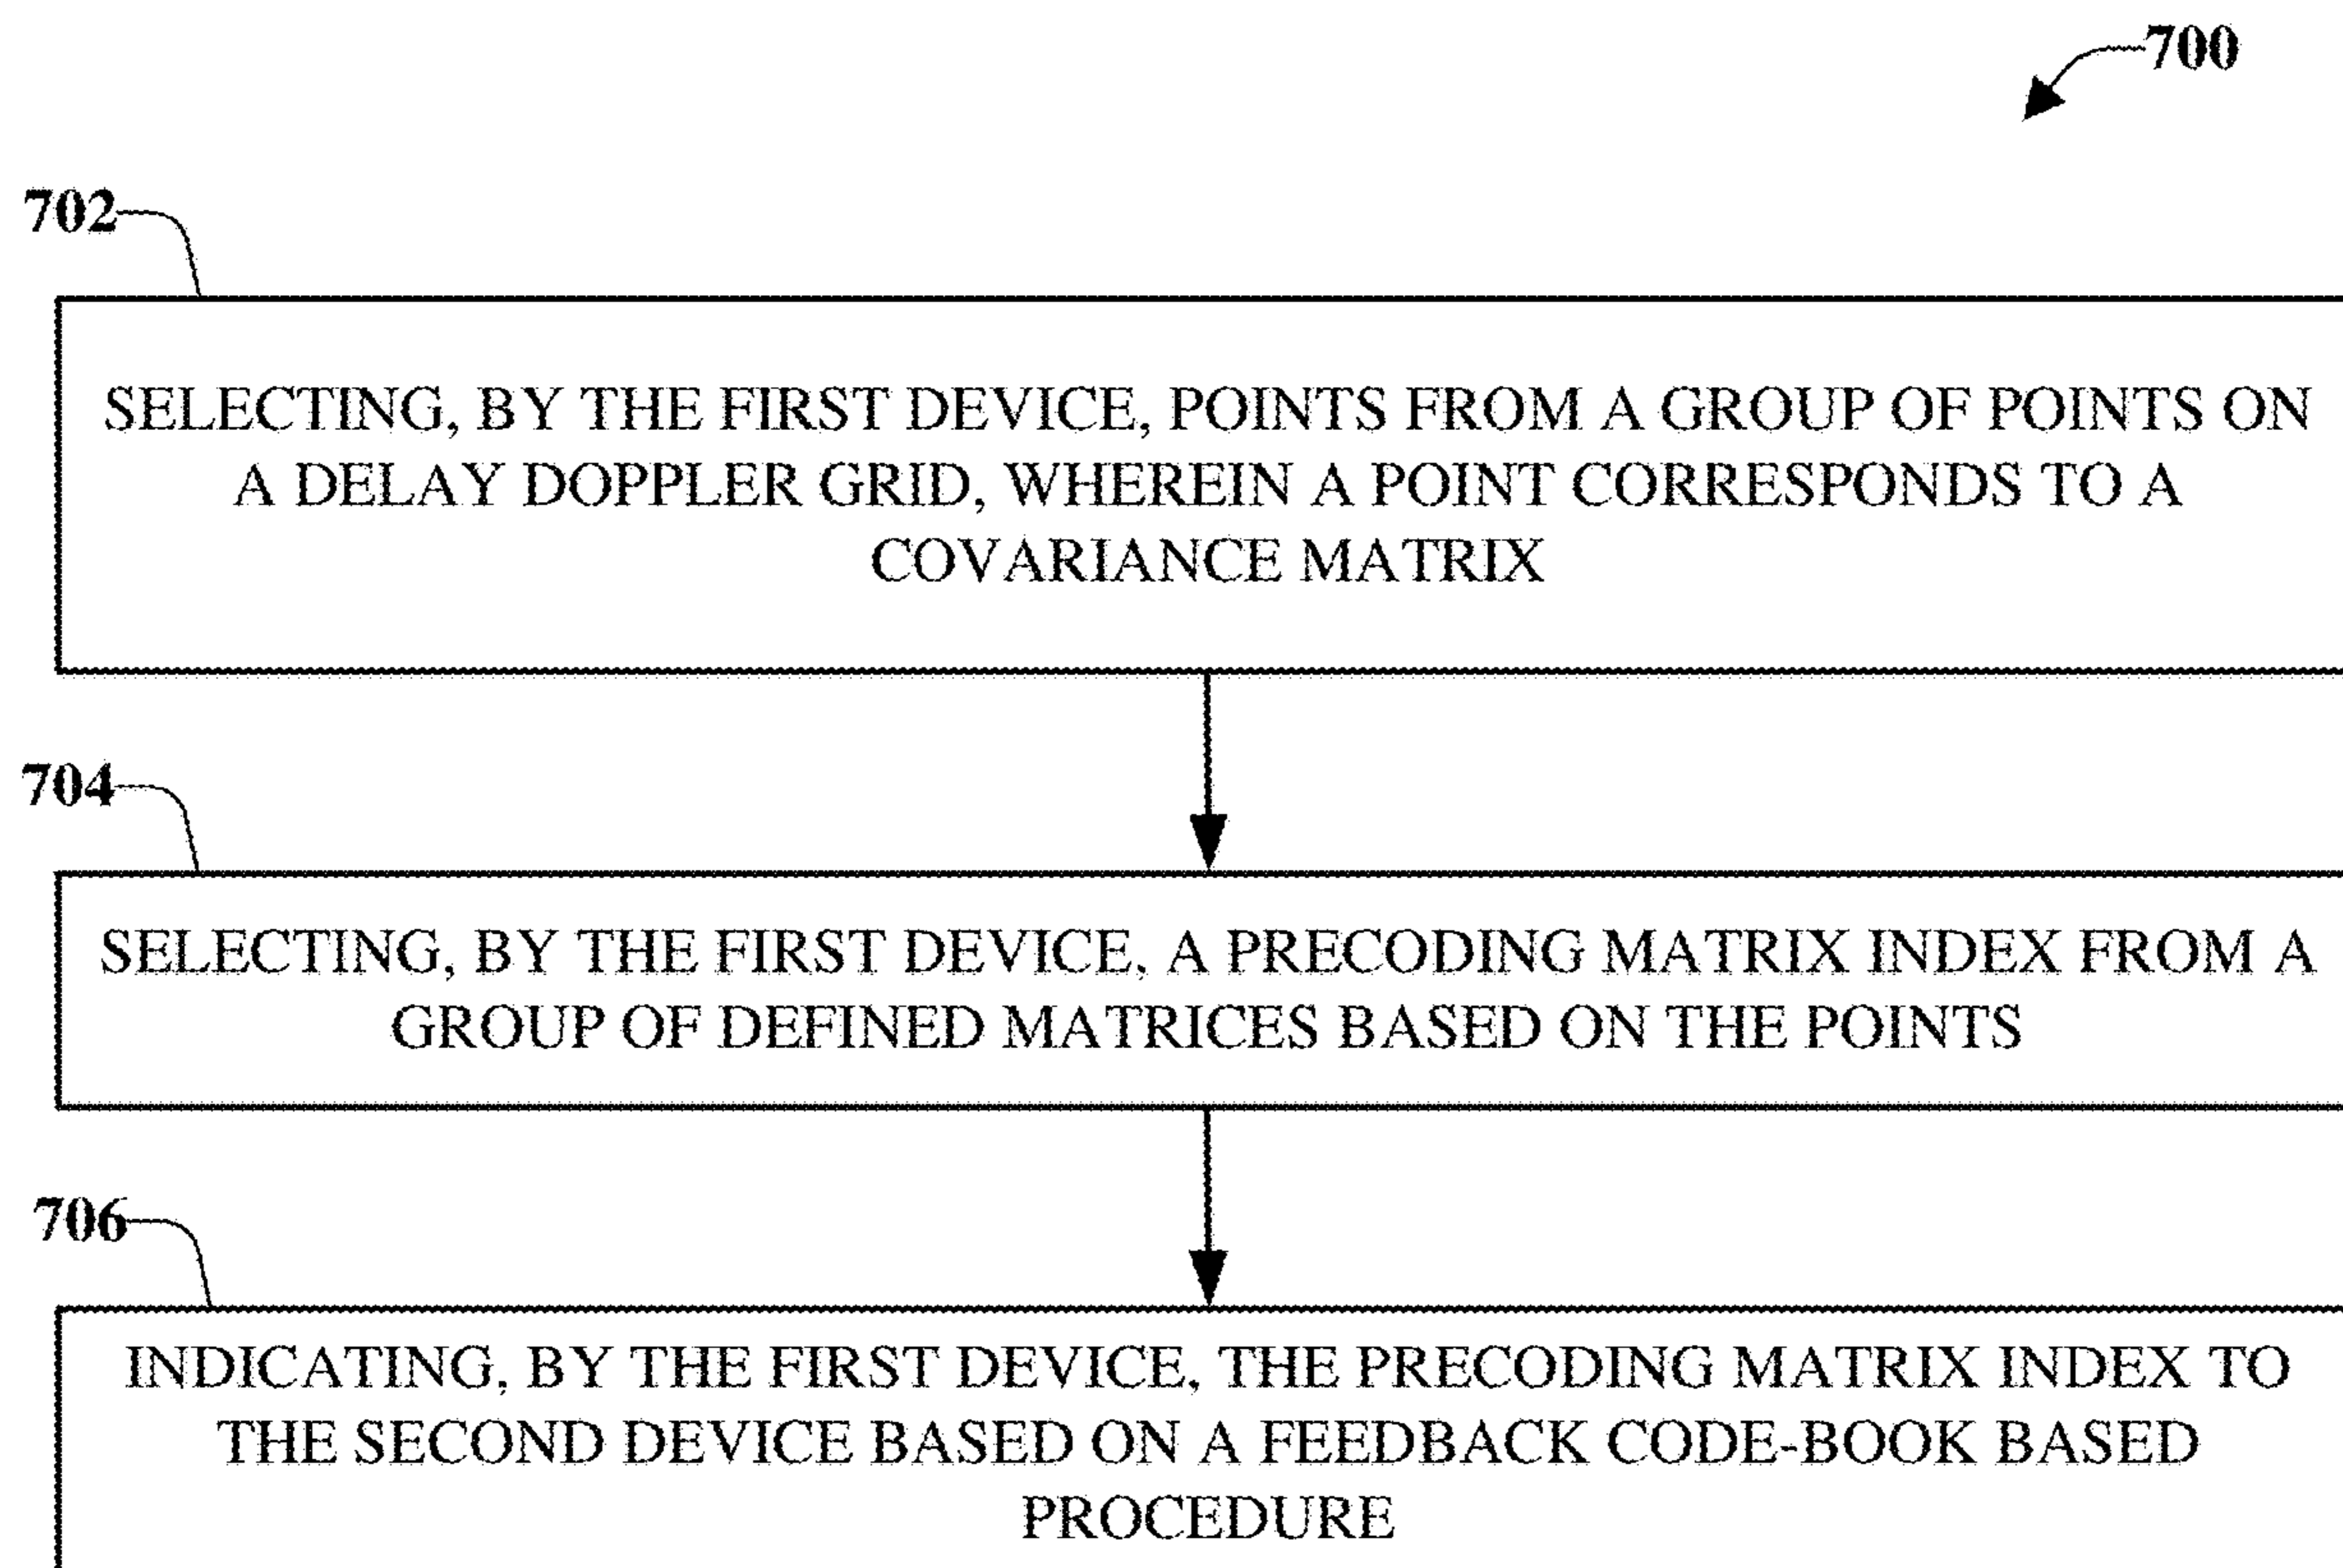 700
702
SELECTING, BY THE FIRST DEVICE, POINTS FROM A GROUP OF POINTS ON
A DELAY DOPPLER GRID, WHEREIN A POINT CORRESPONDS TO A
COVARIANCE MATRIX
704
SELECTING, BY THE FIRST DEVICE, A PRECODING MATRIX INDEX FROM A
GROUP OF DEFINED MATRICES BASED ON THE POINTS
706
INDICATING, BY THE FIRST DEVICE, THE PRECODING MATRIX INDEX TO
THE SECOND DEVICE BASED ON A FEEDBACK CODE-BOOK BASED
PROCEDURE